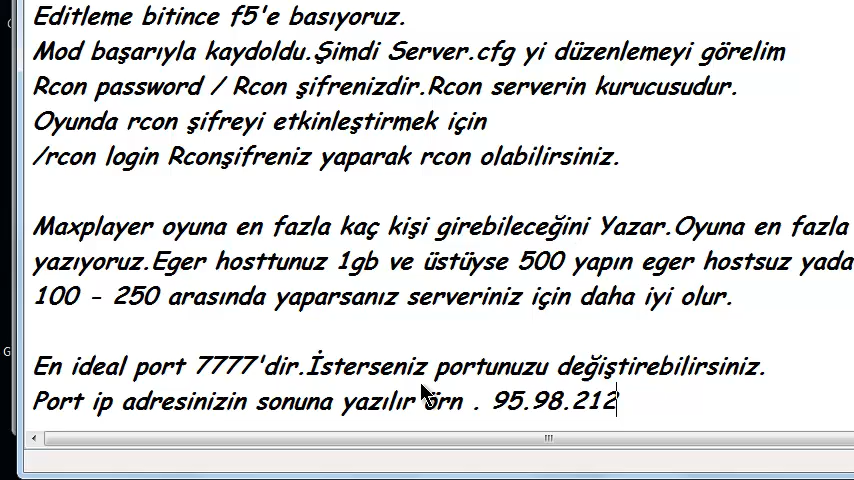 Editleme bitince f5'e basıyoruz.
Mod başarıyla kaydoldu.Şimdi Server.cfg yi düzenlemeyi görelim
Rcon password / Rcon şifrenizdir.Rcon serverin kurucusudur.
Oyunda rcon şifreyi etkinleştirmek için
/rcon login Rconşifreniz yaparak rcon olabilirsiniz.
Maxplayer oyuna en fazla kaç kişi girebileceğini Yazar.Oyuna en fazla
yazıyoruz.Eger hosttunuz 1gb ve üstüyse 500 yapın eger hostsuz yada
100 - 250 arasında yaparsanız serveriniz için daha iyi olur.
En ideal port 7777'dir.İsterseniz portunuzu değiştirebilirsiniz.
Port ip adresinizin sonuna yazılır örn . 95.98.212